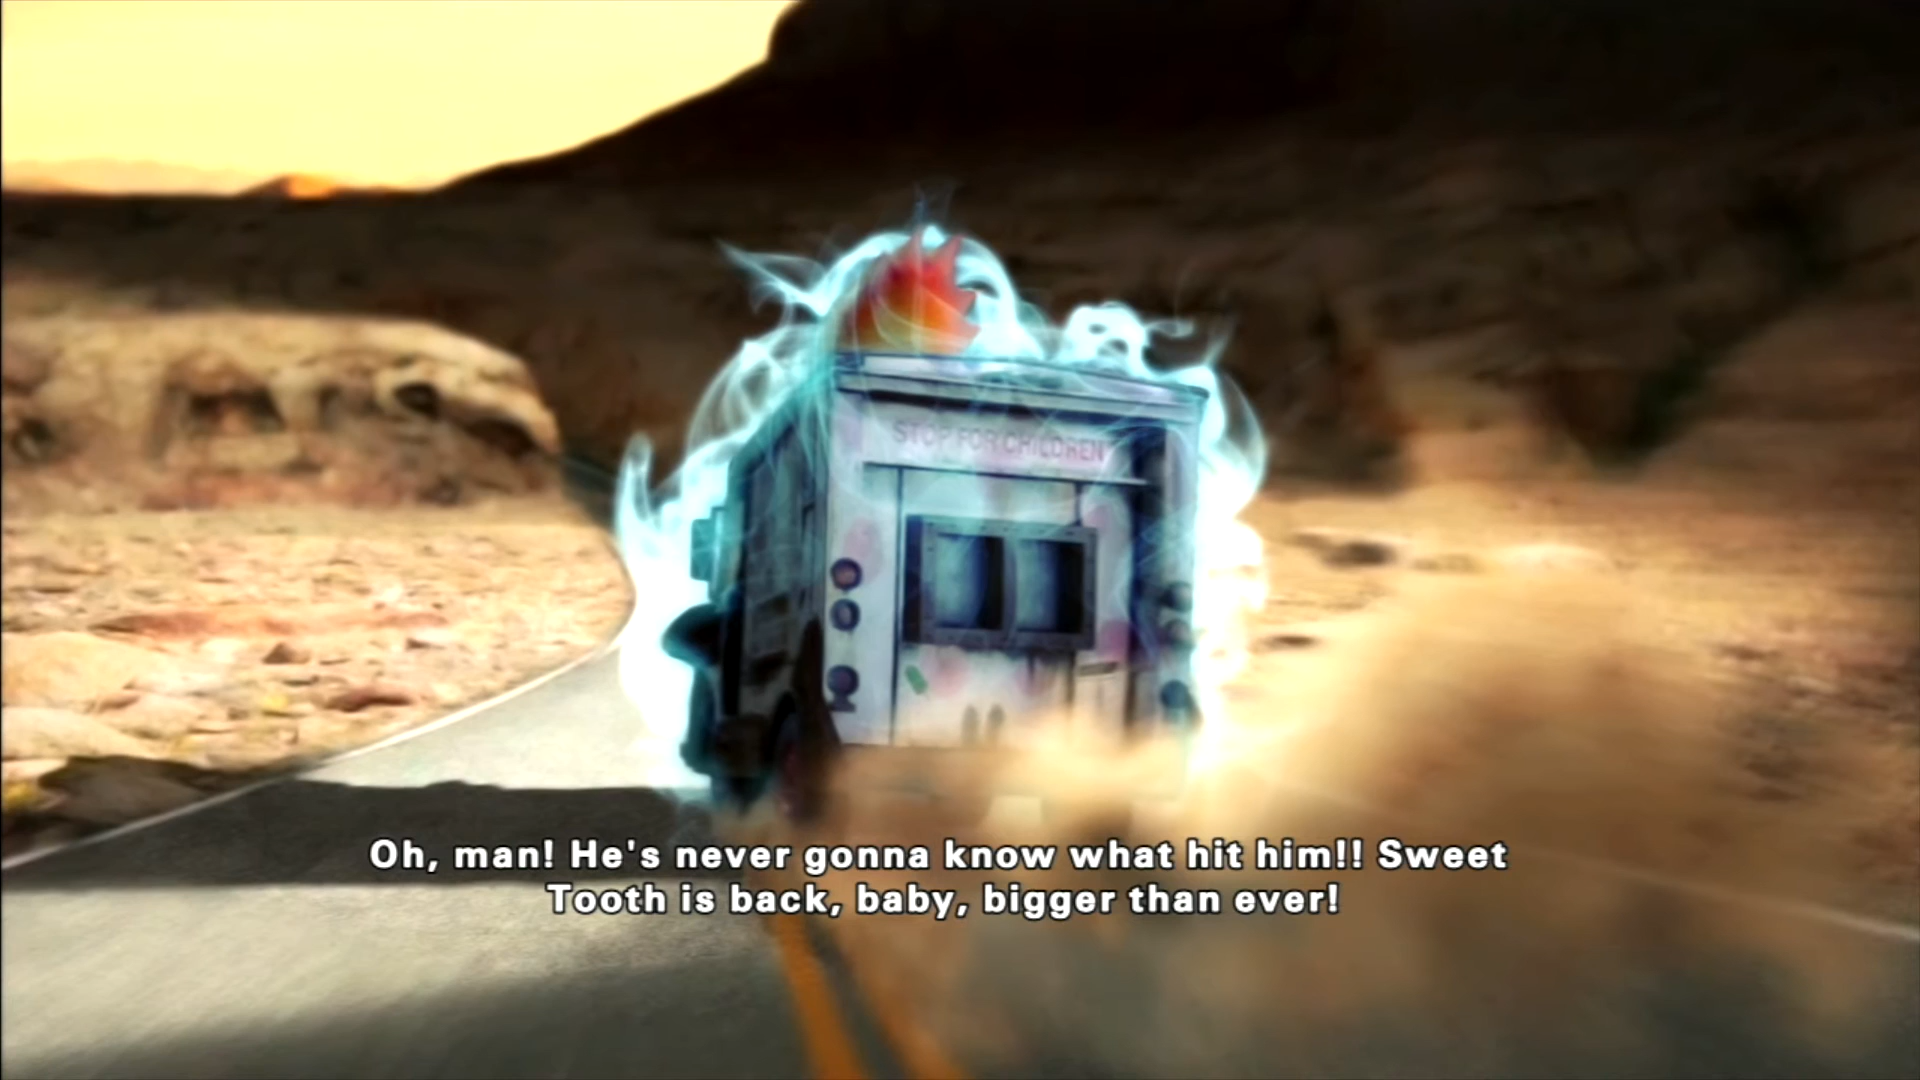 STOP FOR CHILDREN
Oh, man! He's never gonna know what hit him!! Sweet
Tooth is back, baby, bigger than ever!